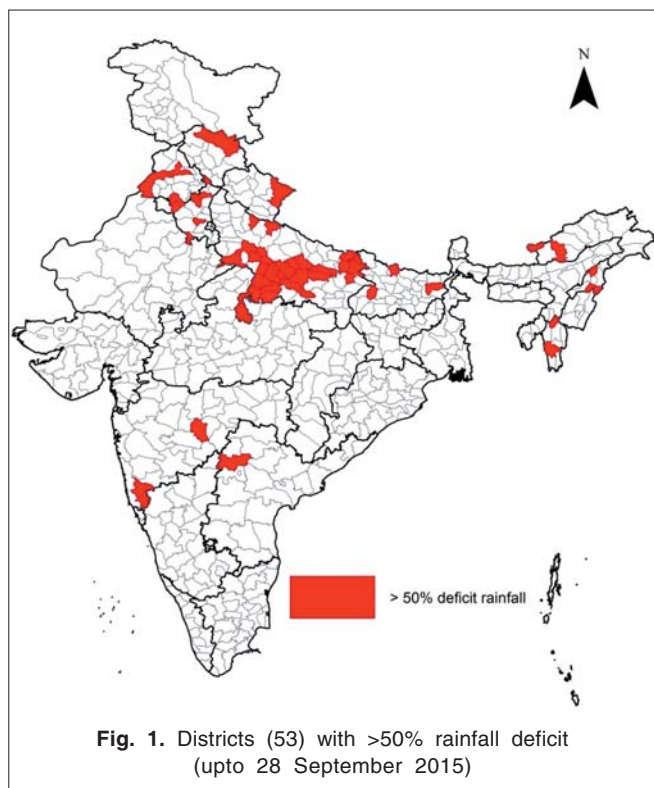 N
> 50% deficit rainfall
Fig. 1. Districts (53) with >50% rainfall deficit
(upto 28 September 2015)